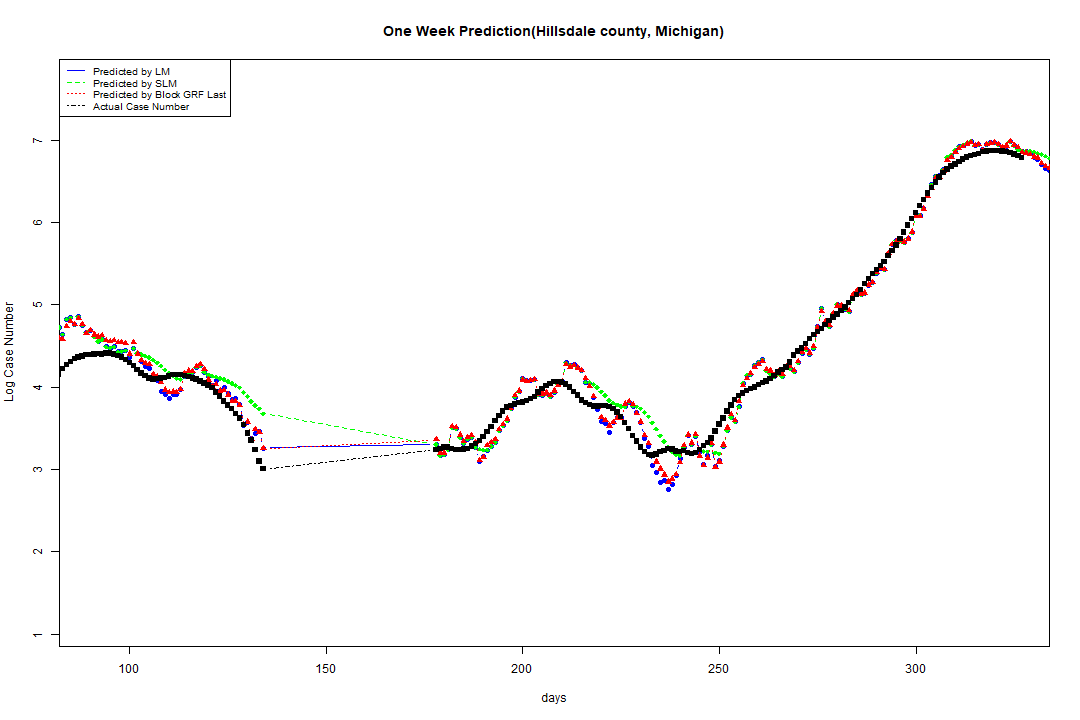 One Week Prediction(Hillsdale county, Michigan)
Predicted by LM
Predicted by SLM
Predicted by Block GRF Last
Actual Case Number
7
6
5
4
3
2
1
Log Case Number
100
150
200
250
300
days